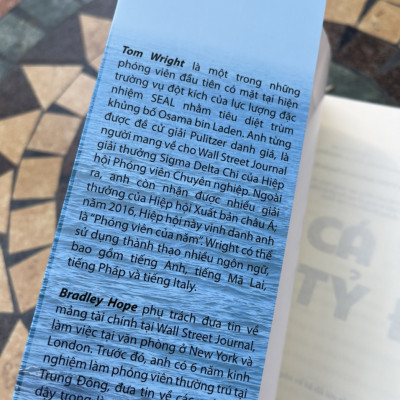 Tom Wright là một trong những
phóng viên đầu tiên có mặt tại hiện
trường vụ đột kích của lực lượng đặc
nhiệm SEAL nhằm tiêu diệt trùm
khủng bố Osama bin Laden. Anh từng
được đề cử giải Pulitzer danh giá, là
người mang về cho Wall Street Journal
giải thưởng Sigma Delta Chi của Hiệp
hội Phóng viên Chuyên nghiệp. Ngoài
ra, anh còn nhận được nhiều giải
thưởng của Hiệp hội Xuất bản châu Á;
năm 2016, Hiệp hội này vinh danh anh
là "Phóng viên của năm". Wright có thể
sử dụng thành thạo nhiều ngôn ngữ,
bao gồm tiếng Anh, tiếng Mã Lai,
tiếng Pháp và tiếng Italy.
Bradley Hope phụ trách đưa tin về
mảng tài chính tại Wall Street Journal,
làm việc tại văn phòng ở New York và
London. Trước đó, anh có 6 năm kinh
nghiệm làm phóng viên thường trú tại
Trung Đông, đưa tin về các
dậy trong
CÁ
TỶ